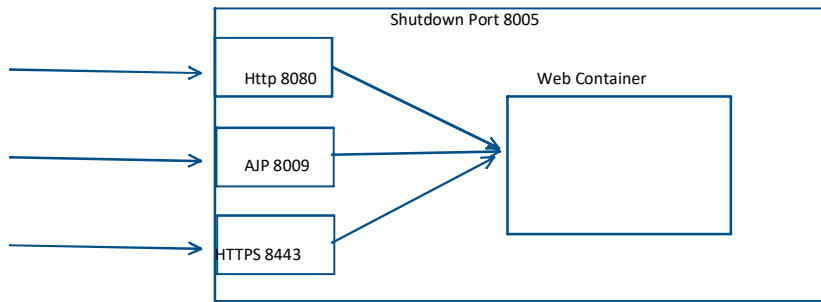 Shutdown Port 8005
Http 8080
Web Container
AJP 8009
HTTPS 8443